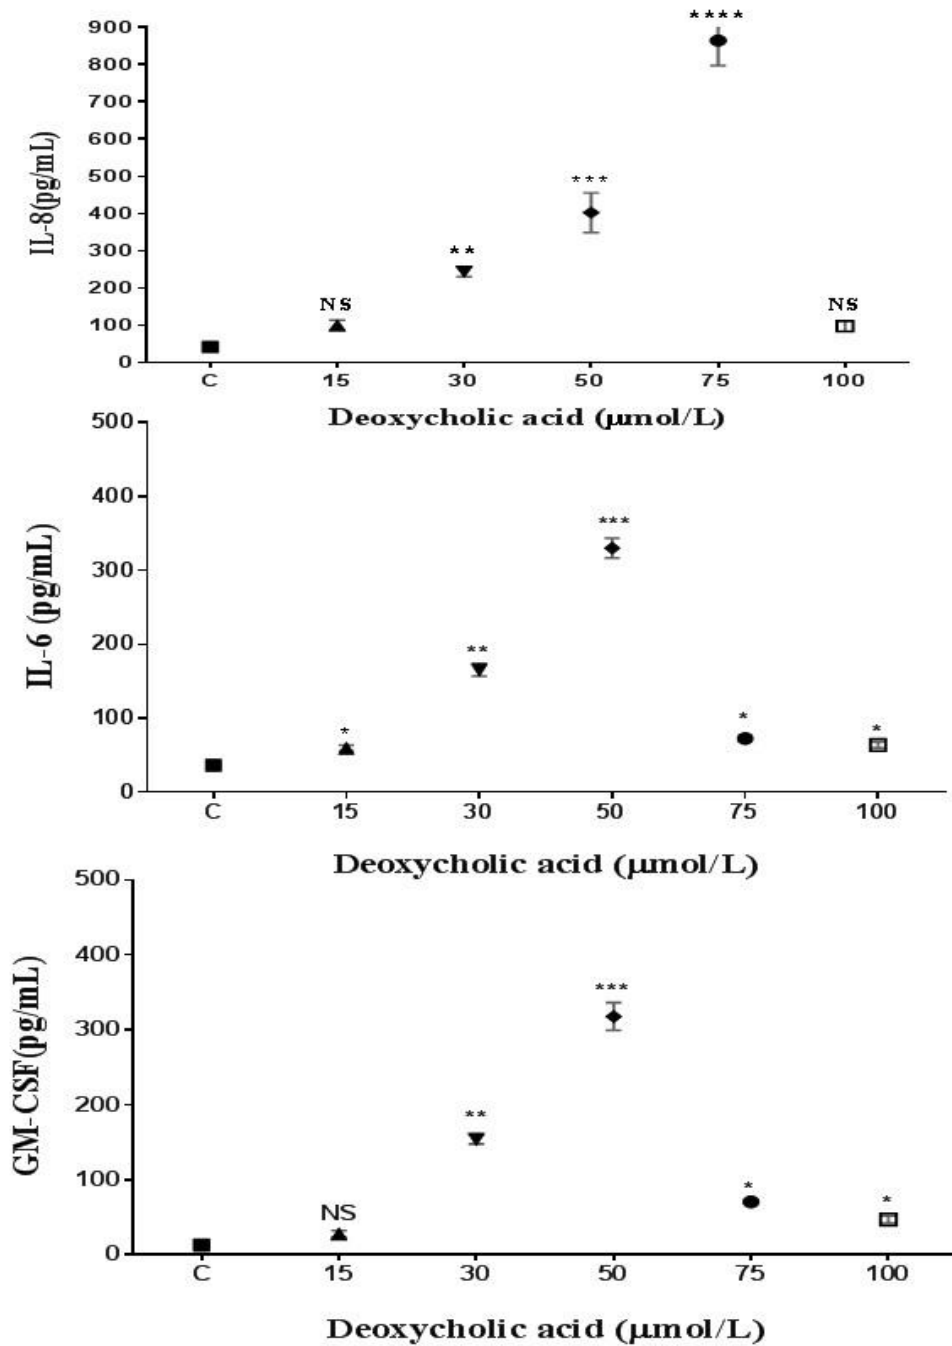 ****
900
800
700
600
***
500
400
**
300
200
NS
NS
100
0
IL-8(pg/mL)
C 15 30 50 75 100
Deoxycholic acid (μmol/L)
500
400
***
300
200
**
100
*
*
*
0
IL-6 (pg/mL)
C 15 30 50 75 100
Deoxycholic acid (μmol/L)
500
400
***
300
200
**
100
NS
*
*
0
GM-CSF(pg/mL)
C 15 30 50 75 100
Deoxycholic acid (μmol/L)